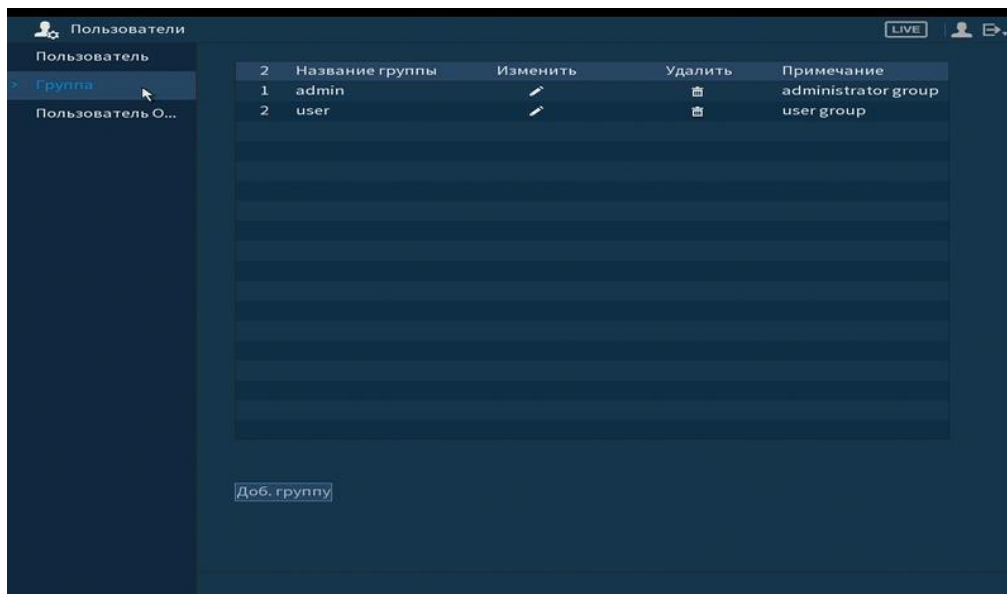 Пользователи LIVE
Пользователь
Группа
Пользователь О...
2 Название группы Изменить Удалить Примечание
1 admin administrator group
2 user user group
Доб. группу